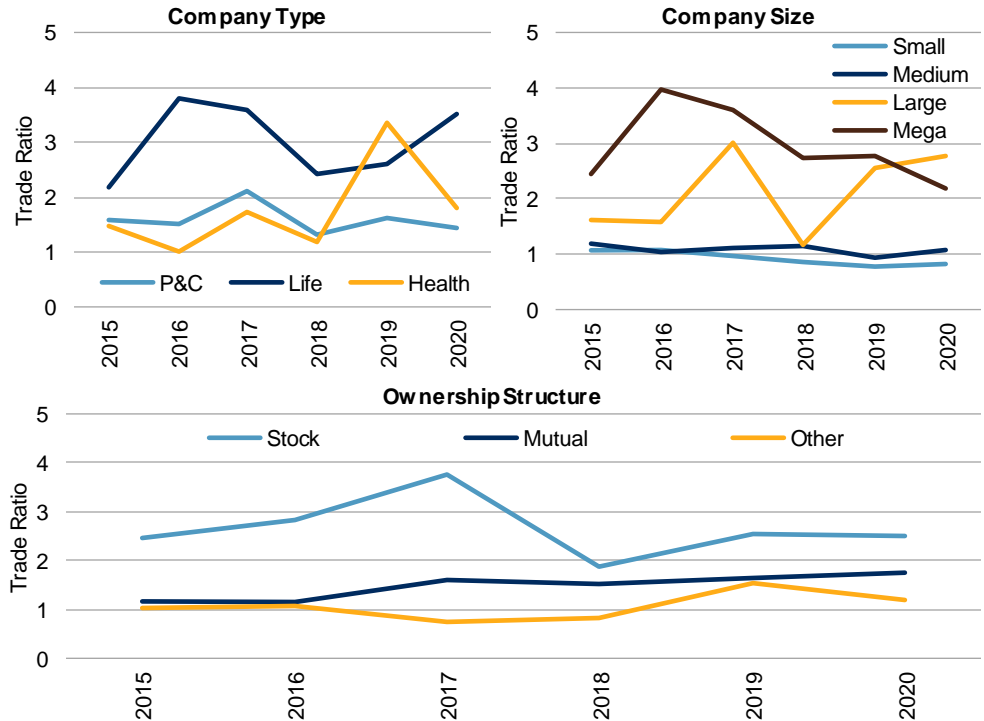 Company Type
5
4
3
2
1
0
Trade Ratio
P&C Life Health
2015 2016 2017 2018 2019 2020
Company Size
5
4
3
2
1
0
Trade Ratio
Small
Medium
Large
Mega
2015 2016 2017 2018 2019 2020
Ownership Structure
5
4
3
2
1
0
Trade Ratio
Stock Mutual Other
2015 2016 2017 2018 2019 2020